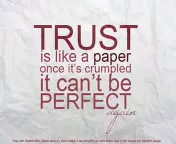 TRUST
is like a paper
once it's crumpled
it can't be
PERFECT
again